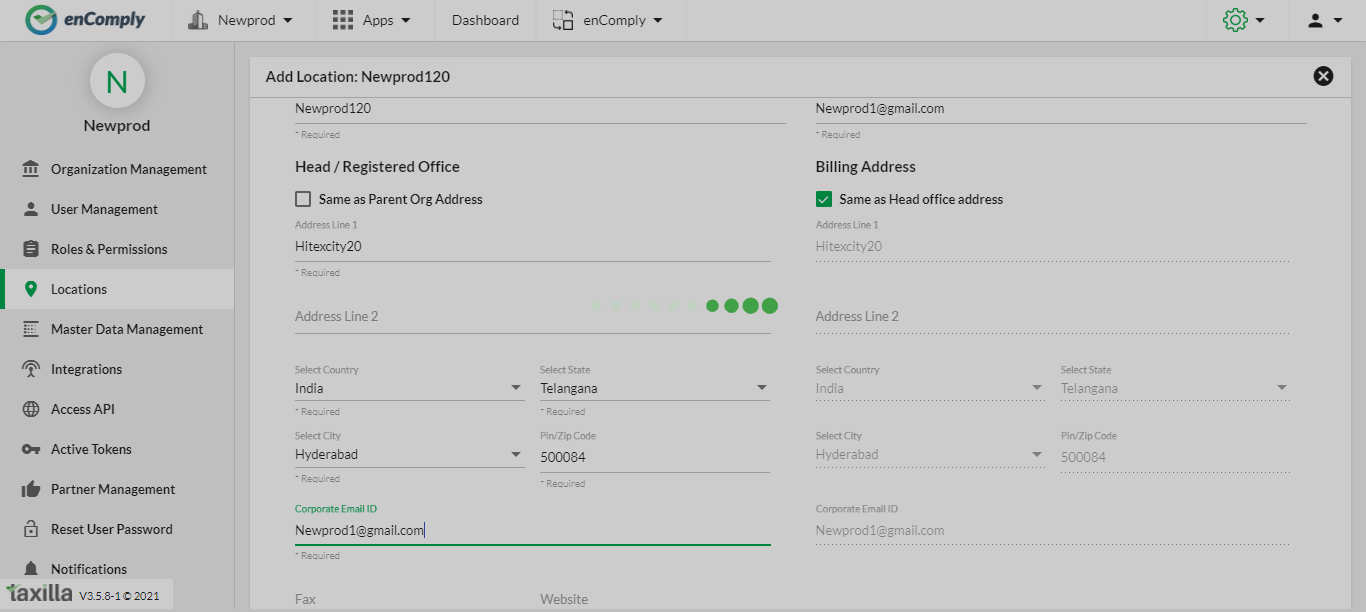 enComply
Newprod
Apps
Dashboard
enComply
N
Newprod
Organization Management
User Management
Roles & Permissions
Locations
Master Data Management
Integrations
Access API
Active Tokens
Partner Management
Reset User Password
Notifications
taxilla V3.5.8-1 © 2021
Add Location: Newprod120
Newprod120 Newprod1@gmail.com
* Required * Required
Head / Registered Office Billing Address
Same as Parent Org Address Same as Head office address
Address Line 1 Address Line 1
Hitexcity20 Hitexcity20
* Required
Address Line 2 Address Line 2
Select Country Select State Select Country Select State
India Telangana India Telangana
* Required * Required
Select City Pin/Zip Code Select City Pin/Zip Code
Hyderabad 500084 Hyderabad 500084
* Required * Required
Corporate Email ID Corporate Email ID
Newprod1@gmail.com Newprod1@gmail.com
* Required
Fax Website